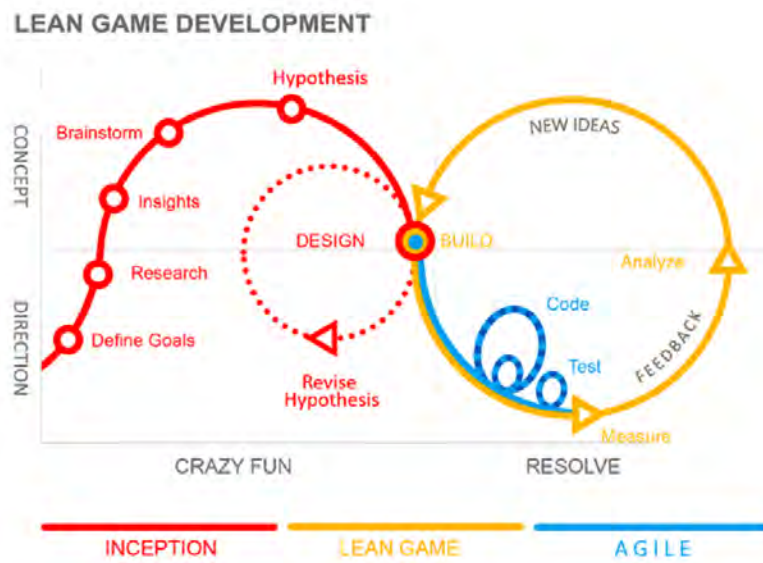 LEAN GAME DEVELOPMENT
Hypothesis
Brainstorm
CONCEPT
NEW IDEAS
Insights
DESIGN
BUILD
Research
Analyze
DIRECTION
Code
Define Goals
Test
FEEDBACK
Revise
Hypothesis
Measure
CRAZY FUN
RESOLVE
INCEPTION
LEAN GAME
AGILE